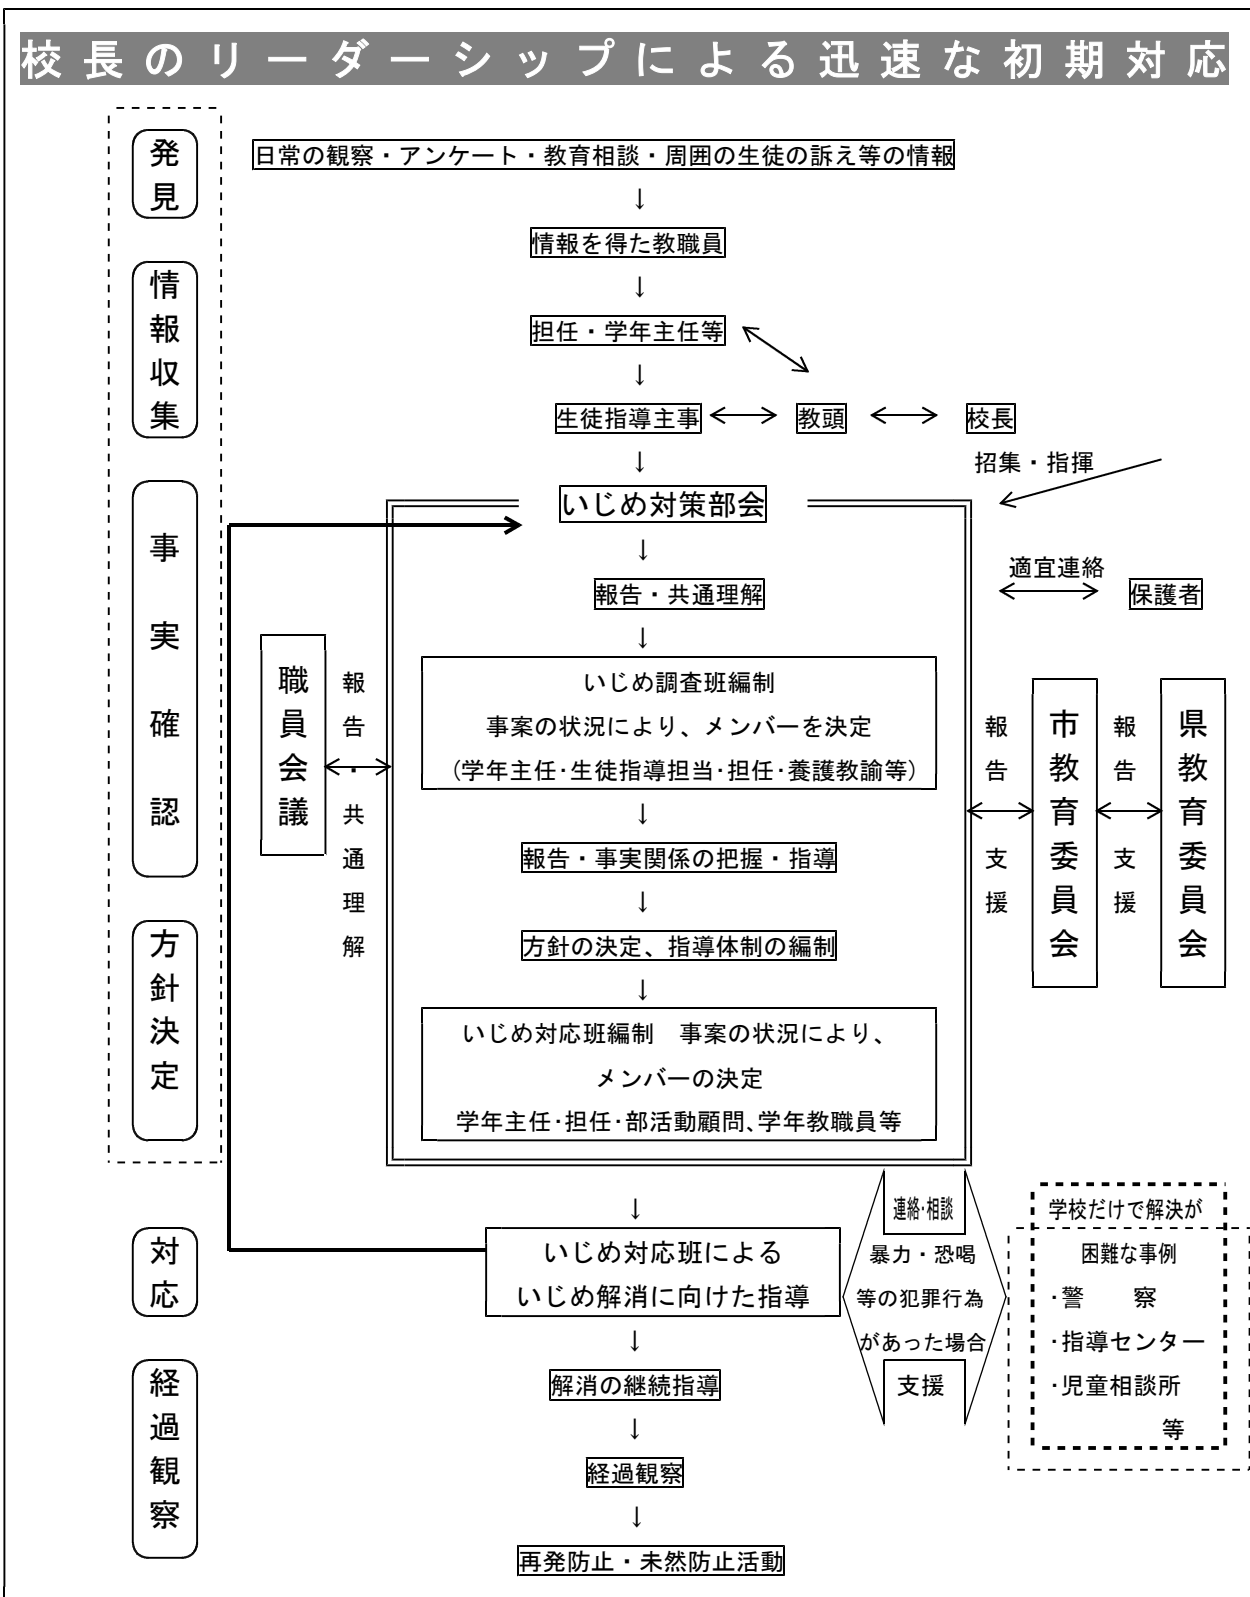 校長のリーダーシップによる迅速な初期対応
発見
日常の観察・アンケート・教育相談・周囲の生徒の訴え等の情報
↓
情報を得た教職員
情報収集
↓
担任・学年主任等
↓
生徒指導主事
教頭
校長
↓
招集・指揮
いじめ対策部会
事実確認
↓
適宜連絡
報告・共通理解
保護者
↓
職員会議
報告・共通理解
いじめ調査班編制
事案の状況により、メンバーを決定
(学年主任・生徒指導担当・担任・養護教諭等)
報告
支援
市教育委員会
報告
支援
県教育委員会
↓
報告・事実関係の把握・指導
↓
方針決定
方針の決定、指導体制の編制
↓
いじめ対応班編制　事案の状況により、
メンバーの決定
学年主任・担任・部活動顧問、学年教職員等
↓
対応
いじめ対応班による
いじめ解消に向けた指導
連絡・相談
暴力・恐喝
等の犯罪行為
があった場合
支援
学校だけで解決が
困難な事例
・警　察
・指導センター
・児童相談所
等
↓
経過観察
解消の継続指導
↓
経過観察
↓
再発防止・未然防止活動